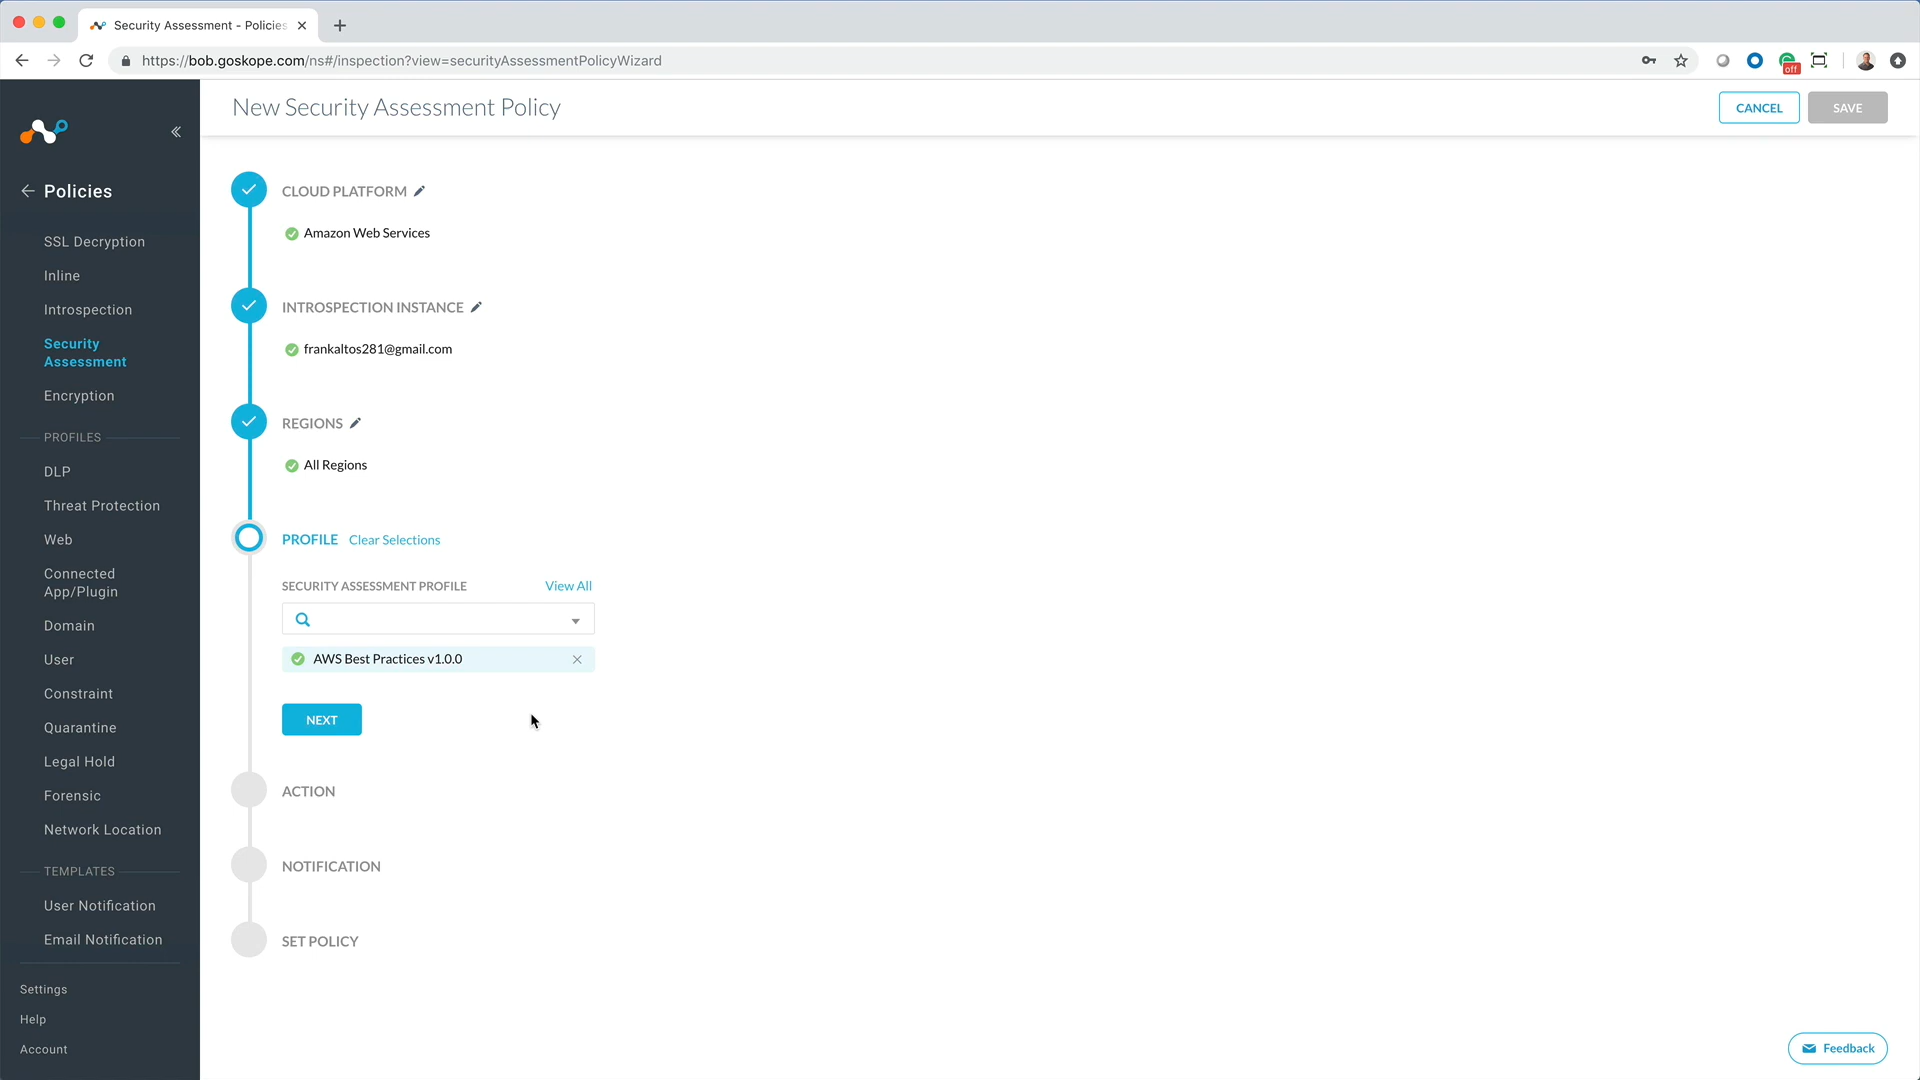 Security Assessment - Policies
https://bob.goskope.com/ns#/inspection?view=securityAssessmentPolicyWizard
off
New Security Assessment Policy
CANCEL
SAVE
Policies
SSL Decryption
Inline
Introspection
Security
Assessment
Encryption
PROFILES
DLP
Threat Protection
Web
Connected
App/Plugin
Domain
User
Constraint
Quarantine
Legal Hold
Forensic
Network Location
TEMPLATES
User Notification
Email Notification
Settings
Help
Account
CLOUD PLATFORM
Amazon Web Services
INTROSPECTION INSTANCE
frankaltos281@gmail.com
REGIONS
All Regions
PROFILE Clear Selections
SECURITY ASSESSMENT PROFILE View All
AWS Best Practices v1.0.0
NEXT
ACTION
NOTIFICATION
SET POLICY
Feedback